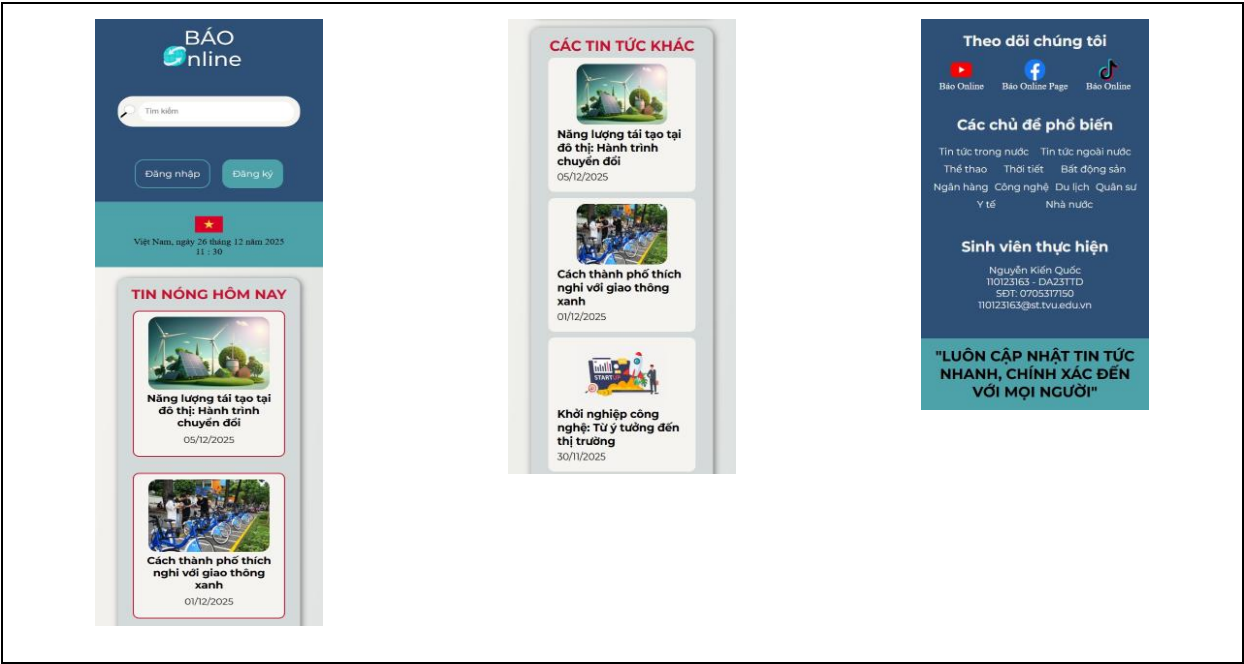 BÁO
nline
Tìm kiếm
Đăng nhập
Đăng ký
Việt Nam, ngày 26 tháng 12 năm 2025
11 : 30
TIN NÓNG HÔM NAY
Năng lượng tái tạo tại
đô thị: Hành trình
chuyển đổi
05/12/2025
Cách thành phố thích
nghi với giao thông
xanh
01/12/2025
CÁC TIN TỨC KHÁC
Năng lượng tái tạo tại
đô thị: Hành trình
chuyển đổi
05/12/2025
Cách thành phố thích
nghi với giao thông
xanh
01/12/2025
START UP
Khởi nghiệp công
nghệ: Từ ý tưởng đến
thị trường
30/11/2025
Theo dõi chúng tôi
Báo Online
Báo Online Page
Báo Online
Các chủ đề phổ biến
Tin tức trong nước Tin tức ngoài nước
Thể thao Thời tiết Bất động sản
Ngân hàng Công nghệ Du lịch Quân sư
Y tế Nhà nước
Sinh viên thực hiện
Nguyễn Kiến Quốc
110123163 - DA23TTD
SĐT: 0705317150
110123163@st.tvu.edu.vn
"LUÔN CẬP NHẬT TIN TỨC
NHANH, CHÍNH XÁC ĐẾN
VỚI MỌI NGƯỜI"